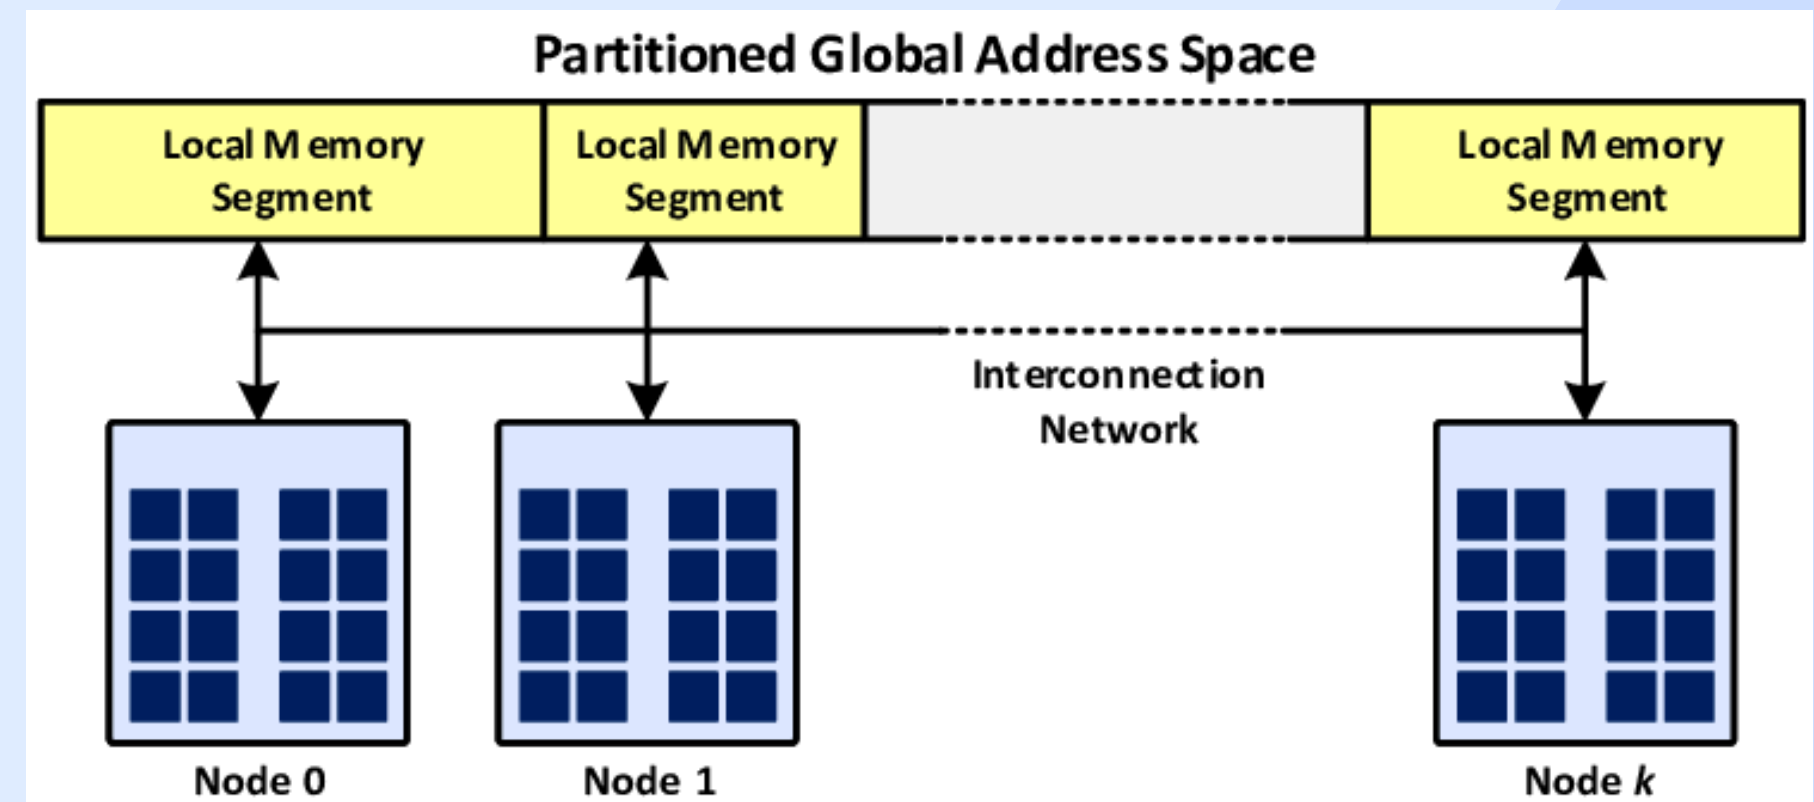 Partitioned Global Address Space
Local Memory
Segment
Local Memory
Segment
Local Memory
Segment
Interconnection
Network
Node 0
Node 1
Node k